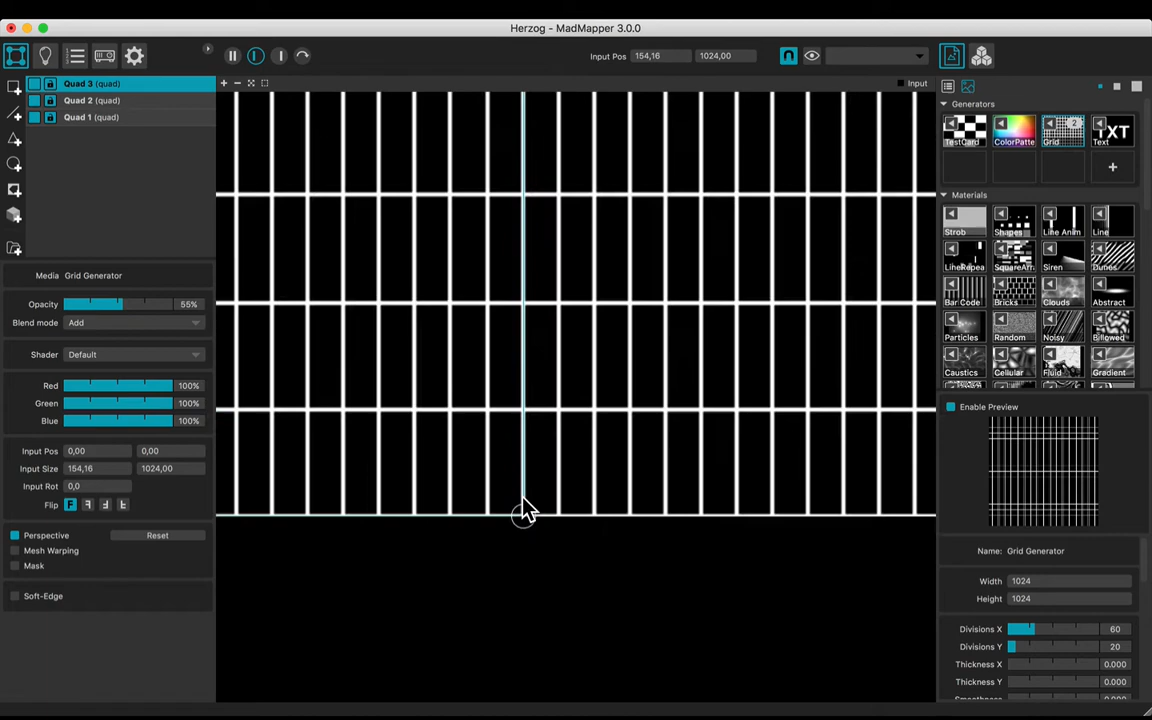 Herzog - MadMapper 3.0.0
Input Pos 154,16 1024,00
Quad 3 (quad)
Quad 2 (quad)
Quad 1 (quad)
Input
Generators
TestCard ColorPatte Grid 2 Text TXT
Materials
Strob Shapes Line Anim Line
LineRepea SquareArra Siren Dunes
Bar Code Bricks Clouds Abstract
Particles Random Noisy Billowed
Caustics Cellular Fluid Gradient
Media Grid Generator
Opacity 55%
Blend mode Add
Shader Default
Red 100%
Green 100%
Blue 100%
Input Pos 0,00 0,00
Input Size 154,16 1024,00
Input Rot 0,0
Flip
Perspective Reset
Mesh Warping
Mask
Soft-Edge
Enable Preview
Name: Grid Generator
Width 1024
Height 1024
Divisions X 60
Divisions Y 20
Thickness X 0.000
Thickness Y 0.000